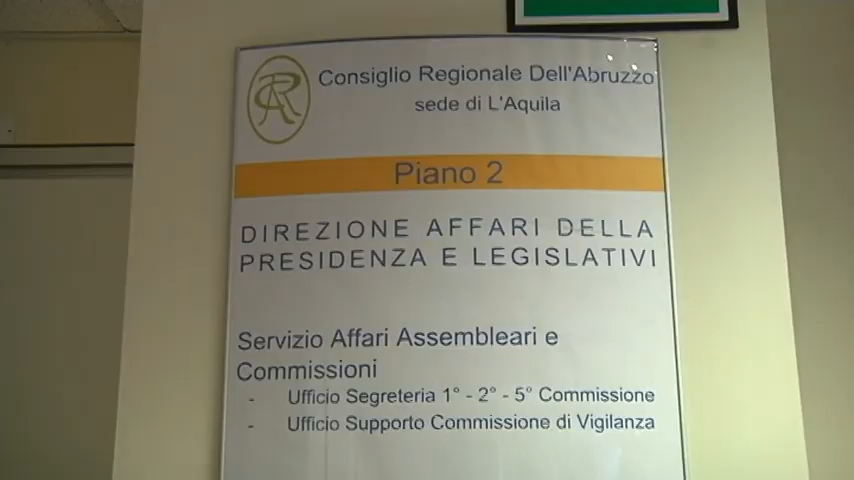 Consiglio Regionale Dell'Abruzzo
sede di L'Aquila
Piano 2
DIREZIONE AFFARI DELLA
PRESIDENZA E LEGISLATIVI
Servizio Affari Assembleari e
Commissioni
- Ufficio Segreteria 1° - 2° - 5° Commissione
- Ufficio Supporto Commissione di Vigilanza